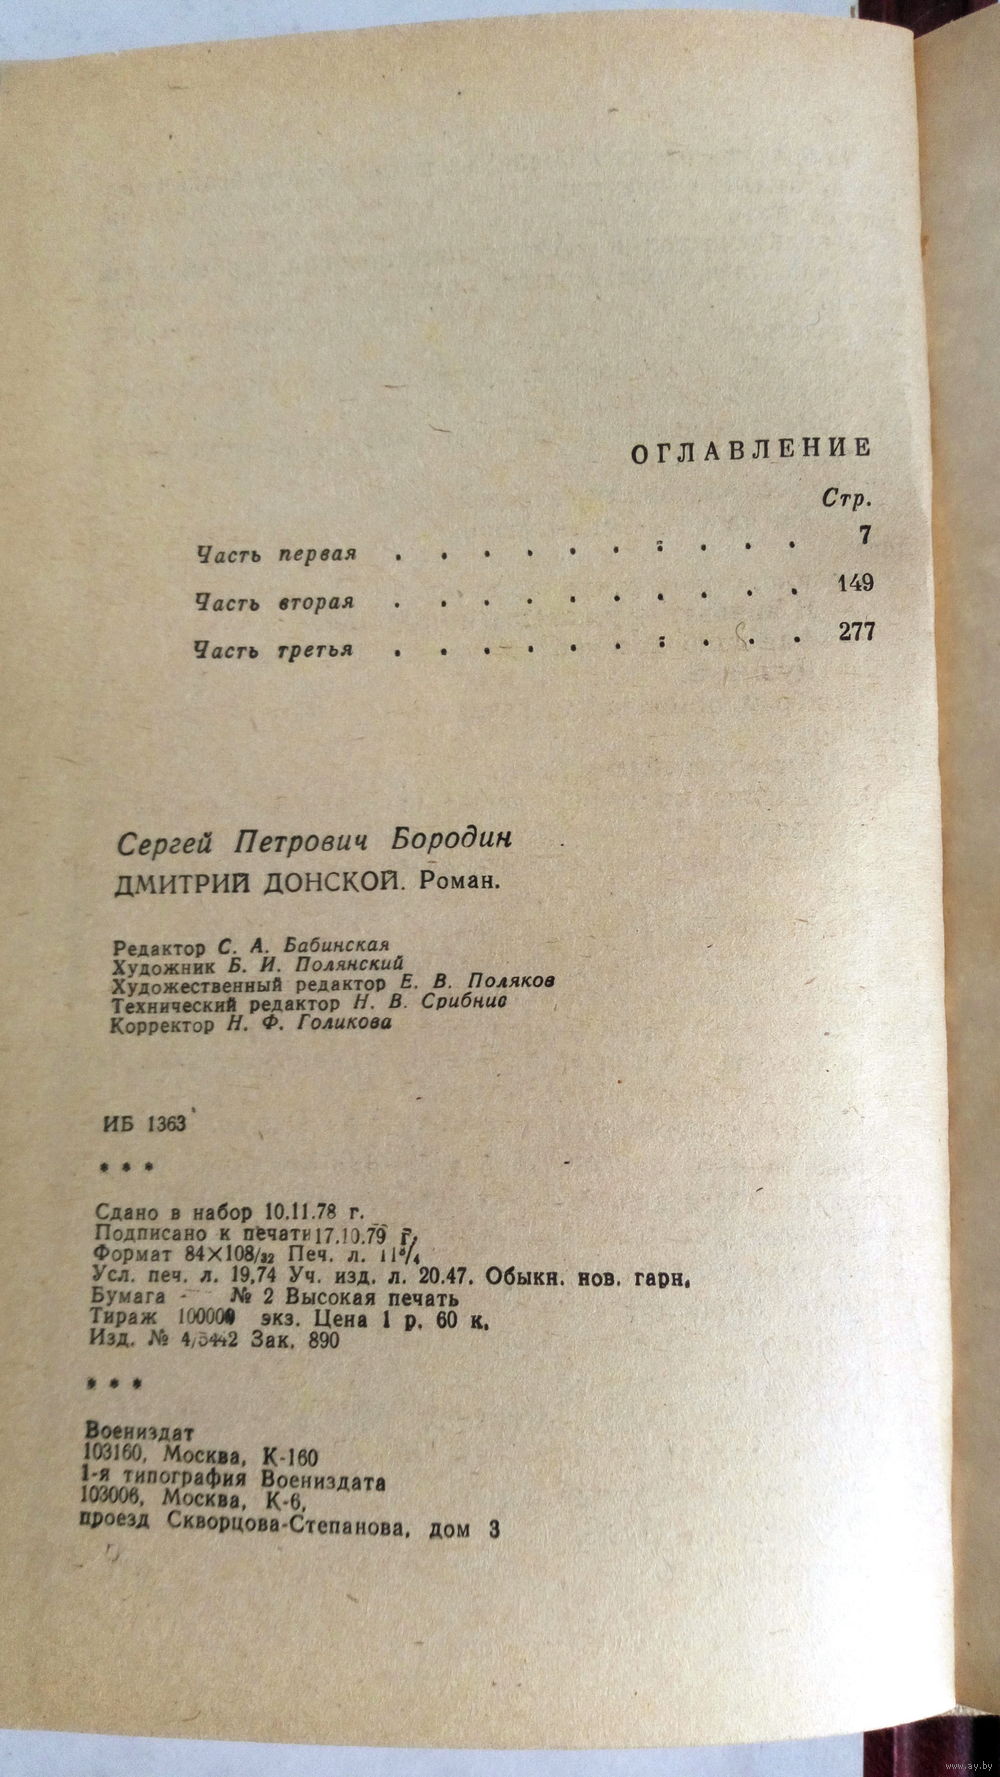 ОГЛАВЛЕНИЕ
Стр.
Часть первая . . . . . . . . . . 7
Часть вторая . . . . . . . . . . 149
Часть третья . . . . . . . . . . 277
Сергей Петрович Бородин
ДМИТРИЙ ДОНСКОЙ. Роман.
Редактор С. А. Бабинская
Художник Б. И. Полянский
Художественный редактор Е. В. Поляков
Технический редактор Н. В. Срибнис
Корректор Н. Ф. Голикова
ИБ 1363
* * *
Сдано в набор 10.11.78 г.
Подписано к печати 17.10.79 г.
Формат 84×108/32 Печ. л. 11³/₄
Усл. печ. л. 19,74 Уч. изд. л. 20.47. Обыкн. нов. гарн.
Бумага № 2 Высокая печать
Тираж 100000 экз. Цена 1 р. 60 к.
Изд. № 4/5442 Зак. 890
* * *
Воениздат
103160, Москва, К-160
1-я типография Воениздата
103006, Москва, К-6,
проезд Скворцова-Степанова, дом 3
www.ay.by